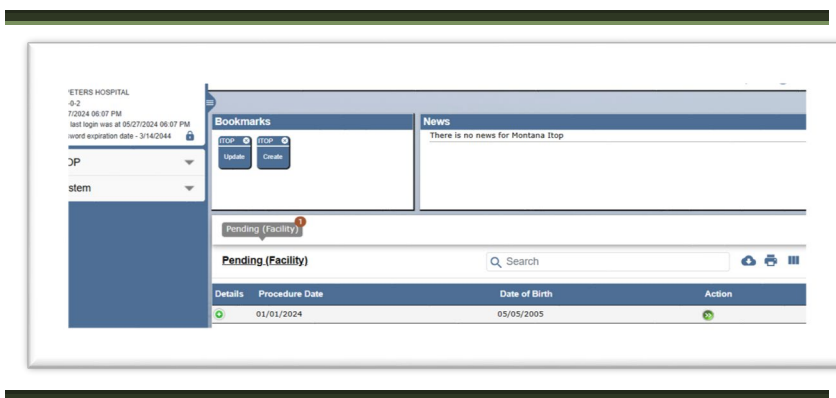 'ETERS HOSPITAL
-0-2
7/2024 06:07 PM
last login was at 05/27/2024 06:07 PM
word expiration date - 3/14/2044
OP
stem
Bookmarks
ITOP
Update
ITOP
Create
News
There is no news for Montana Itop
Pending (Facility)
1
Pending (Facility)
Search
Details Procedure Date Date of Birth Action
01/01/2024 05/05/2005